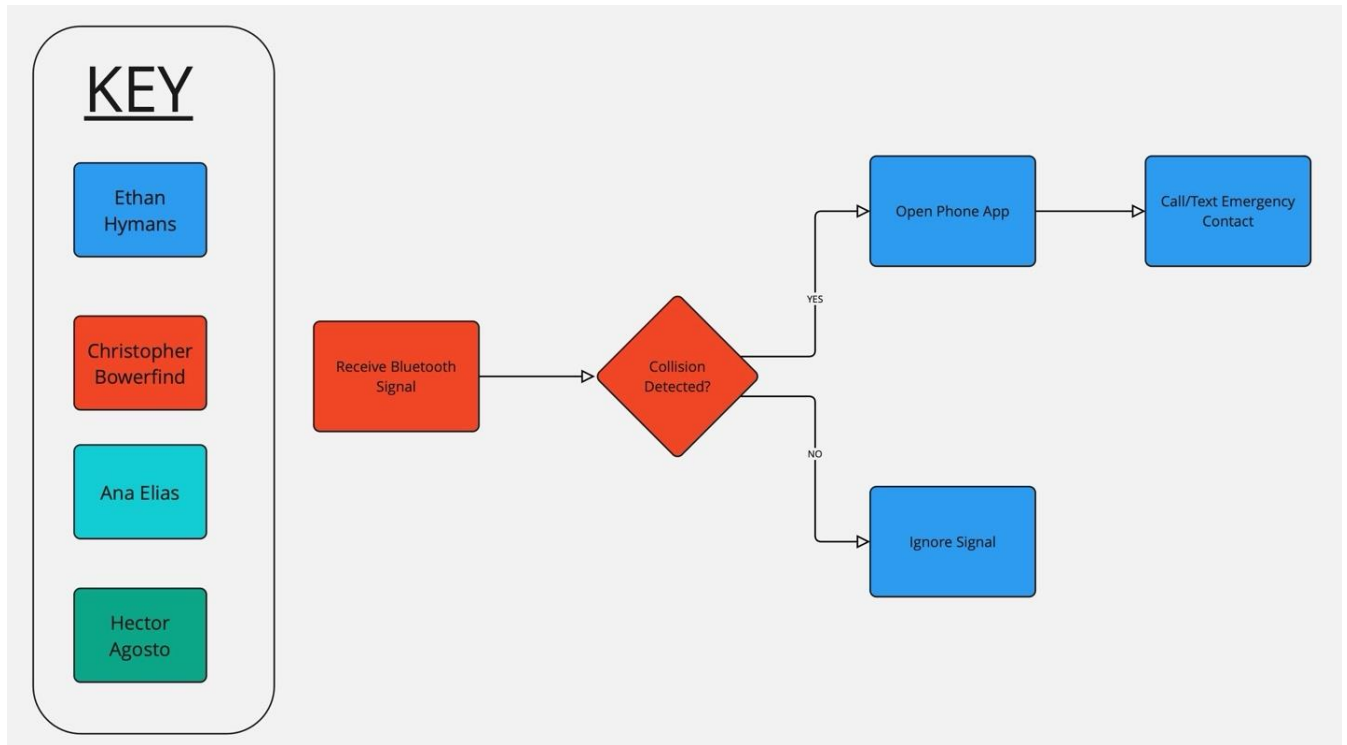 KEY
Ethan
Hymans
Christopher
Bowerfind
Ana Elias
Hector
Agosto
Receive Bluetooth
Signal
Collision
Detected?
YES
NO
Open Phone App
Call/Text Emergency
Contact
Ignore Signal